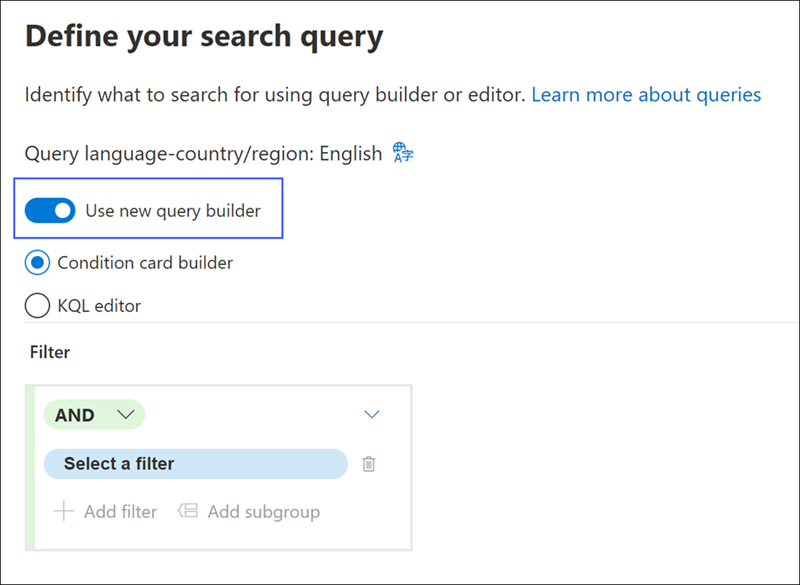 Define your search query
Identify what to search for using query builder or editor. Learn more about queries
Query language-country/region: English
Use new query builder
Condition card builder
KQL editor
Filter
AND
Select a filter
Add filter Add subgroup